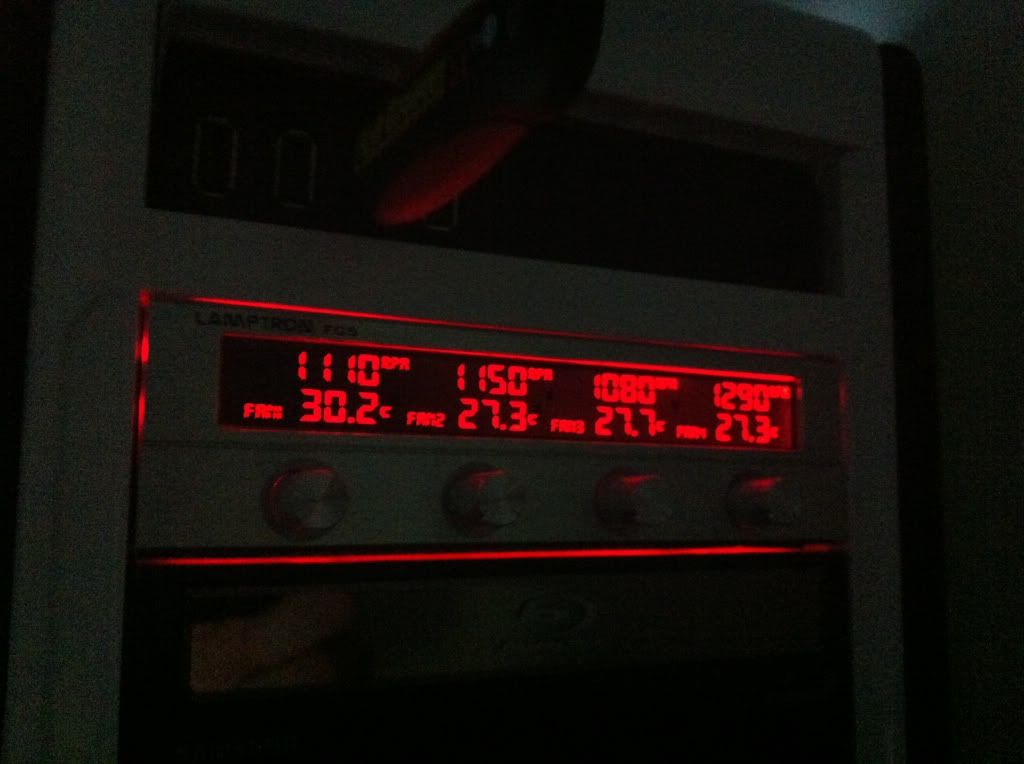 LAMPTRON FC5
1110RPM 1150RPM 1080RPM 1290RPM
FAN1 30.2c FAN2 27.3c FAN3 27.7c FAN4 27.3c